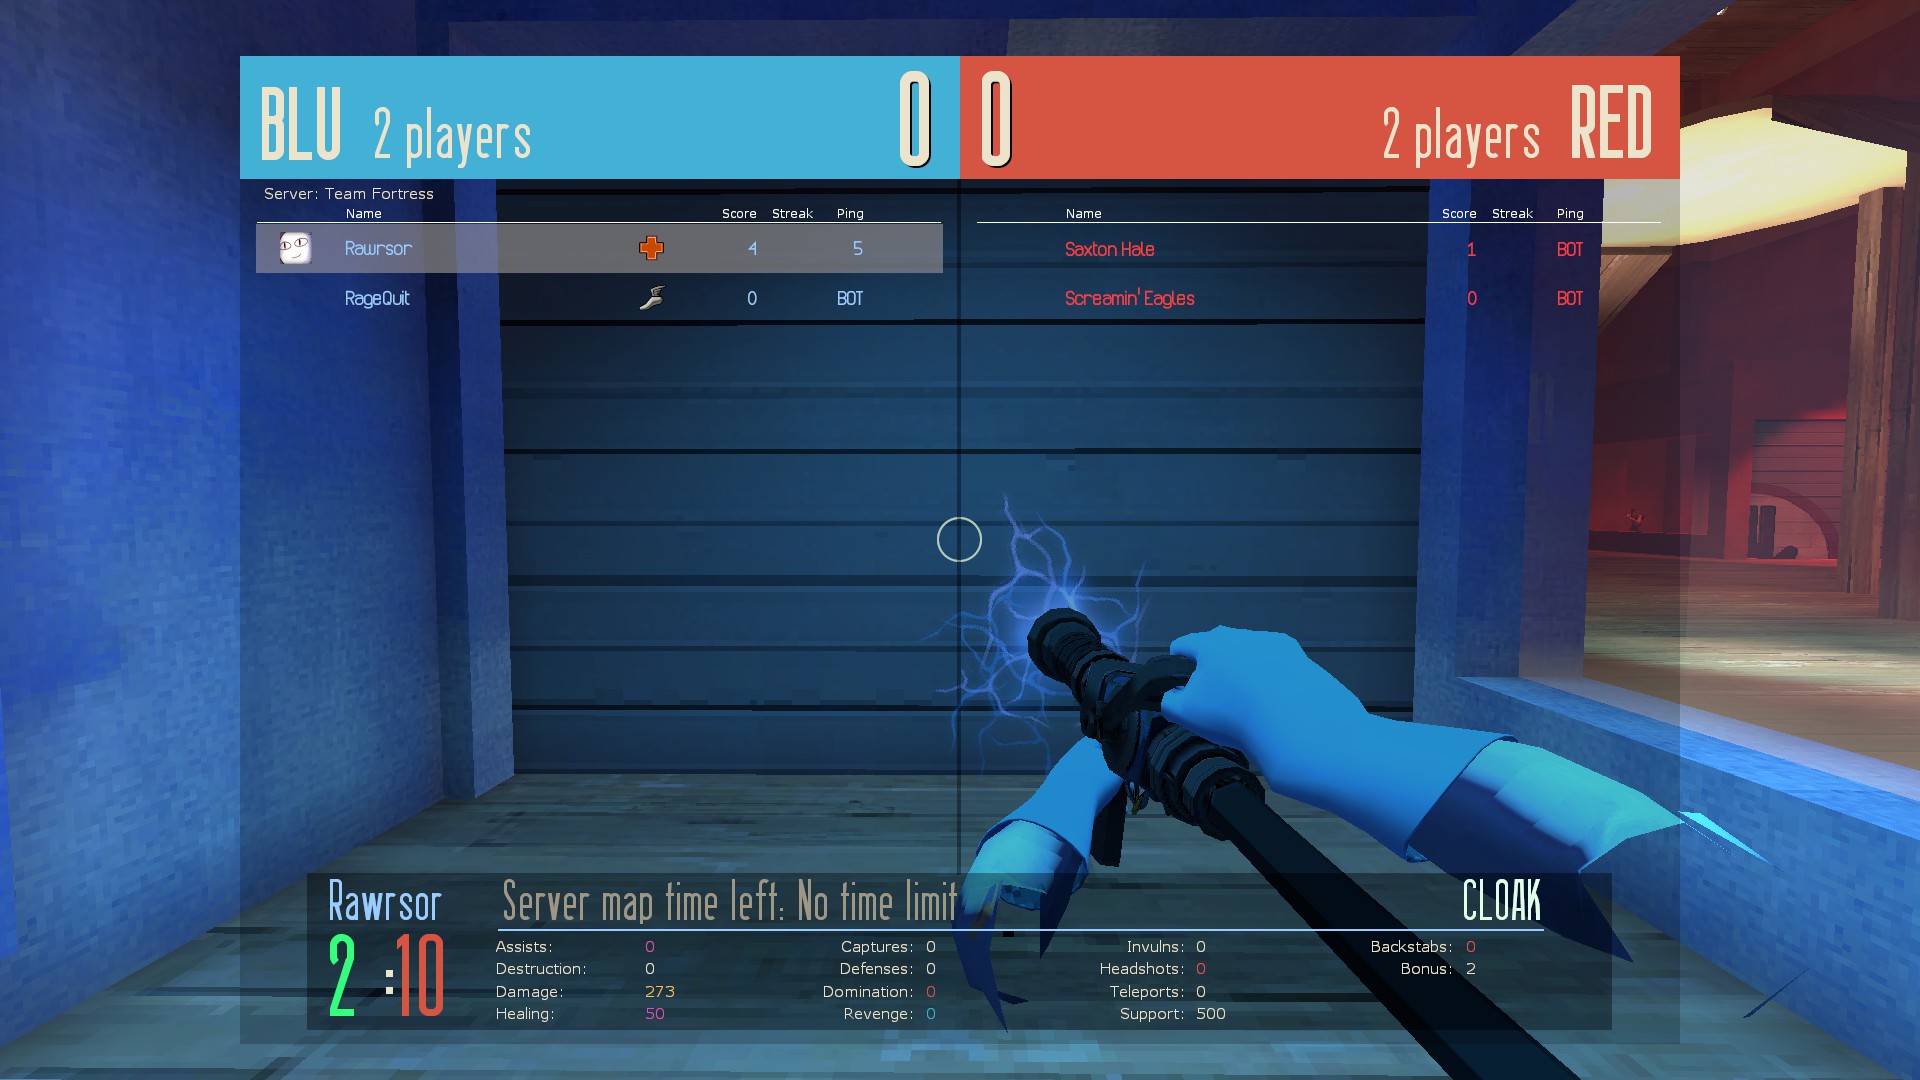 BLU 2 players 0 0 2 players RED
Server: Team Fortress
Name Score Streak Ping Name Score Streak Ping
Rawrsor 4 5 Saxton Hale 1 BOT
RageQuit 0 BOT Screamin' Eagles 0 BOT
Rawrsor Server map time left: No time limit CLOAK
2 :10
Assists: 0 Captures: 0 Invulns: 0 Backstabs: 0
Destruction: 0 Defenses: 0 Headshots: 0 Bonus: 2
Damage: 273 Domination: 0 Teleports: 0
Healing: 50 Revenge: 0 Support: 500